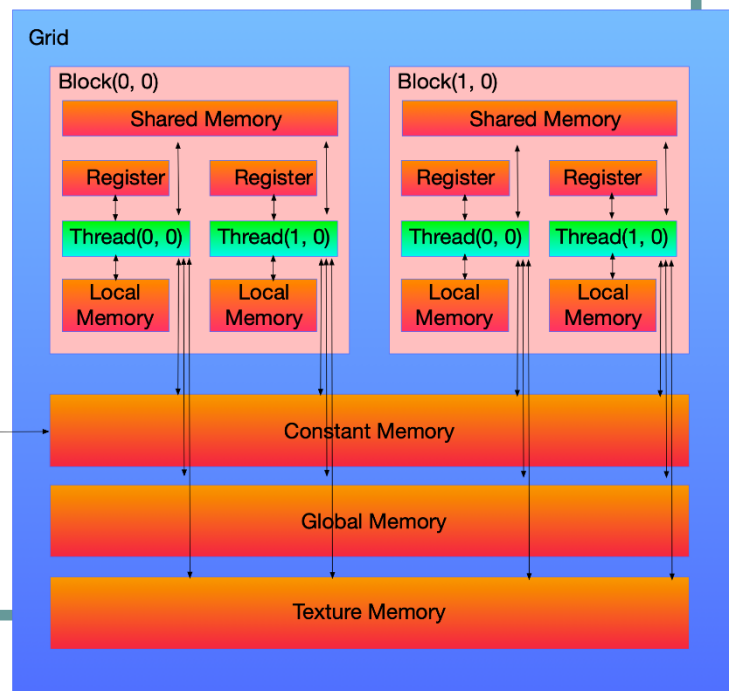 Grid
Block(0, 0)
Shared Memory
Register
Register
Thread(0, 0)
Thread(1, 0)
Local
Memory
Local
Memory
Block(1, 0)
Shared Memory
Register
Register
Thread(0, 0)
Thread(1, 0)
Local
Memory
Local
Memory
Constant Memory
Global Memory
Texture Memory